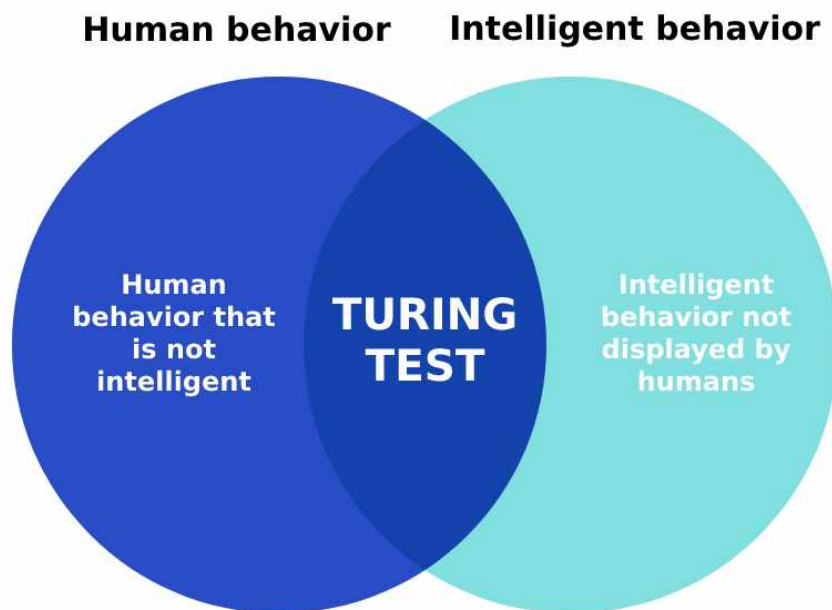 Human behavior
Intelligent behavior
Human
behavior that
is not
intelligent
TURING
TEST
Intelligent
behavior not
displayed by
humans